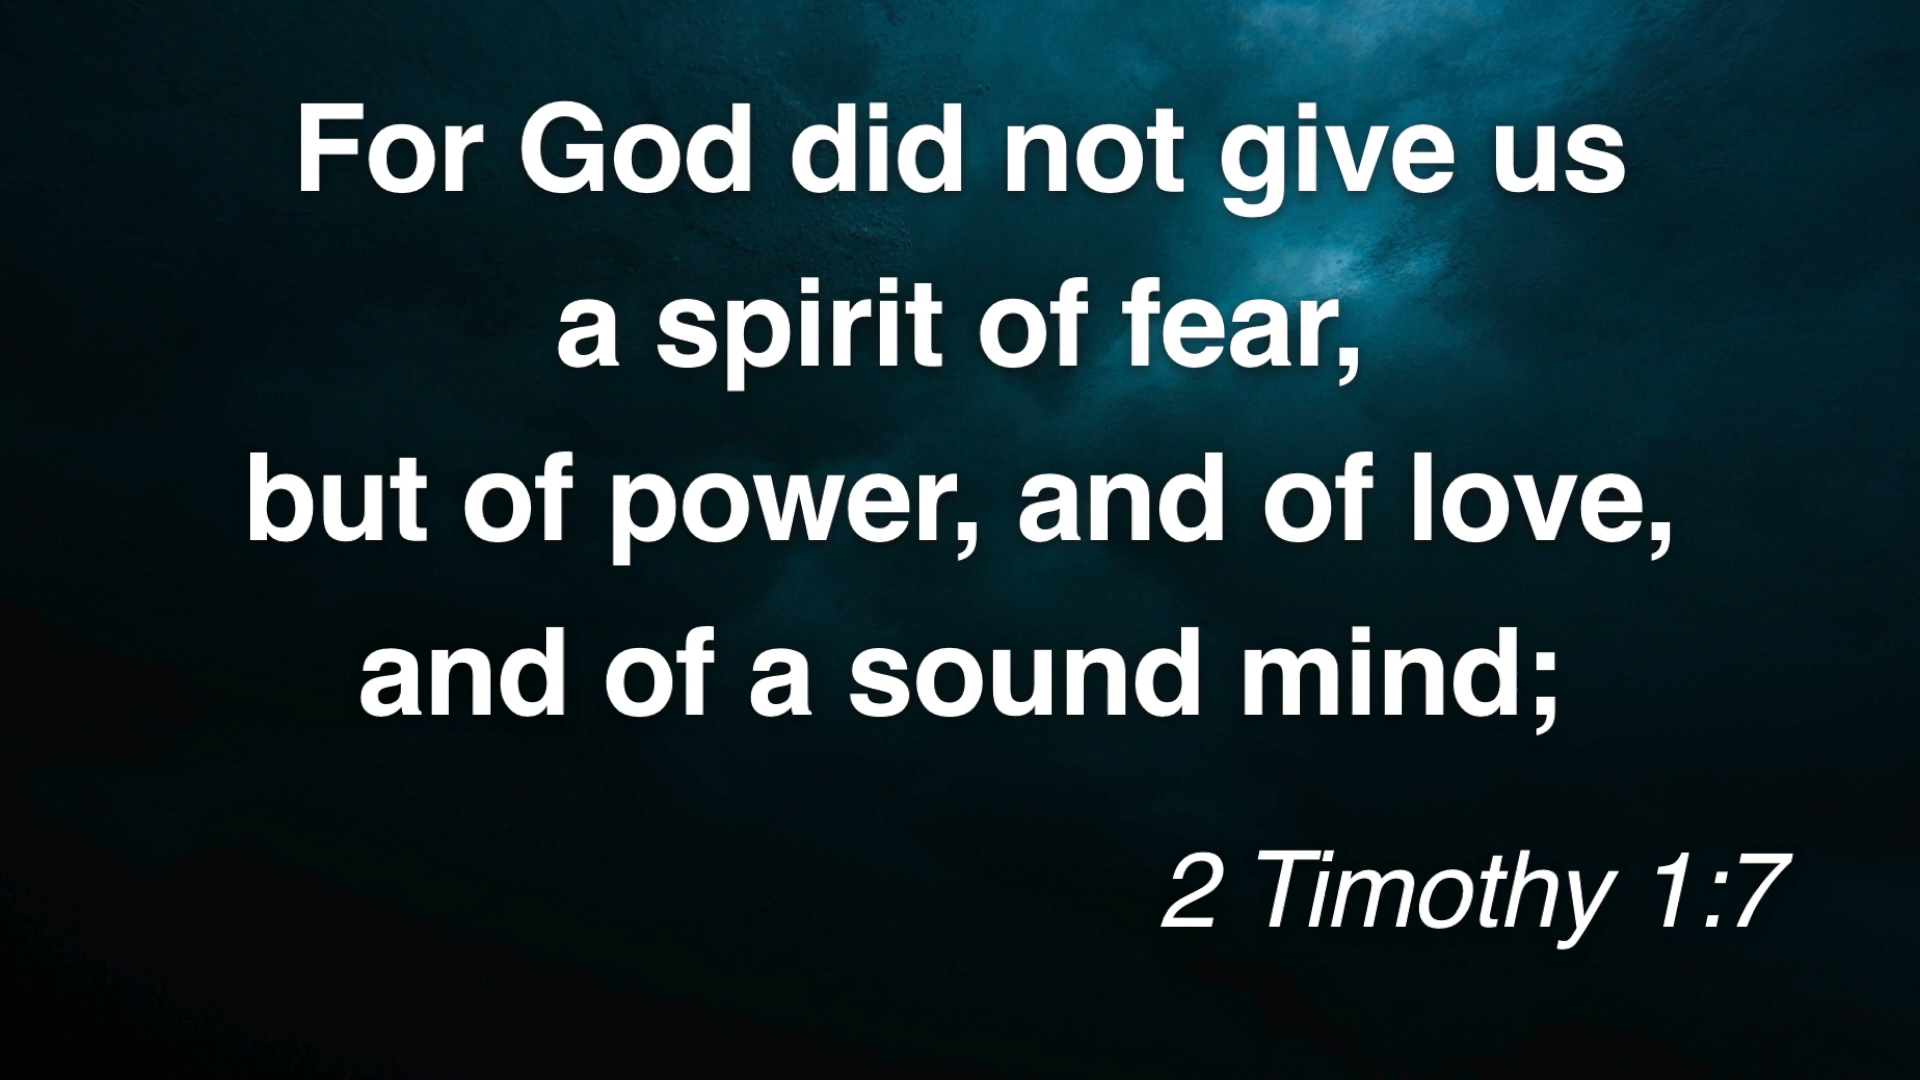 For God did not give us
a spirit of fear,
but of power, and of love,
and of a sound mind;
2 Timothy 1:7